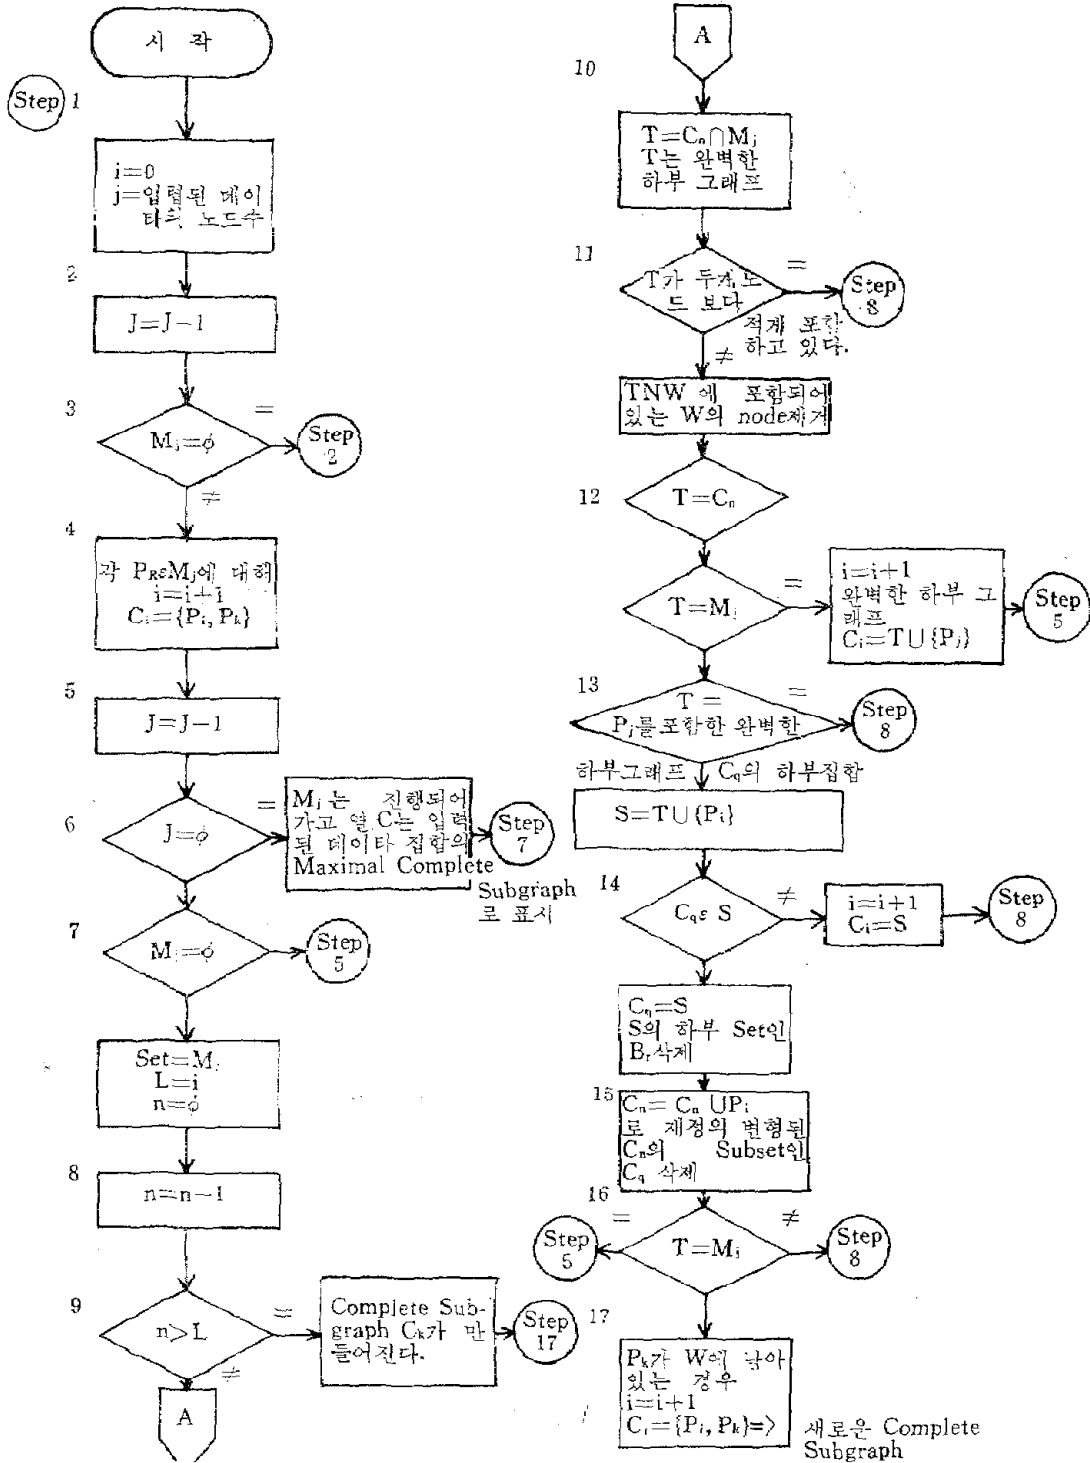 시 작
Step 1
i=0
j=입력된 데이
타의 노드수
2
J=J-1
3
Mj=φ
=
Step
2
≠
4
각 PRεMj에 대해
i=i+1
Ci={Pi, Pk}
5
J=J-1
6
J=φ
=
Mj는 진행되어
가고 열 C는 입력
된 데이타 집합의
Maximal Complete
Subgraph
로 표시
Step
7
7
Mj=φ
Step
5
Set=Mj
L=i
n=φ
8
n=n-1
9
n>L
=
Complete Sub-
graph Ck가 만
들어진다.
Step
17
≠
A
A
10
T=Cn∩Mj
T는 완벽한
하부 그래프
11
T가 두개 노
드 보다
적게 포함
하고 있다.
=
Step
8
≠
TNW에 포함되어
있는 W의 node제거
12
T=Cn
T=Mj
=
i=i+1
완벽한 하부 그
래프
Ci=T∪{Pj}
Step
5
13
T =
Pj를포함한 완벽한
하부그래프 Cq의 하부집합
=
Step
8
S=T∪{Pi}
14
Cqε S
≠
i=i+1
Ci=S
Step
8
Cq=S
S의 하부 Set인
Br삭제
15
Cn= Cn ∪Pi
로 재정의 변형된
Cn의 Subset인
Cq 삭제
16
=
T=Mj
≠
Step
5
Step
8
17
Pk가 W에 남아
있는 경우
i=i+1
Ci={Pi, Pk}=>
새로운 Complete
Subgraph